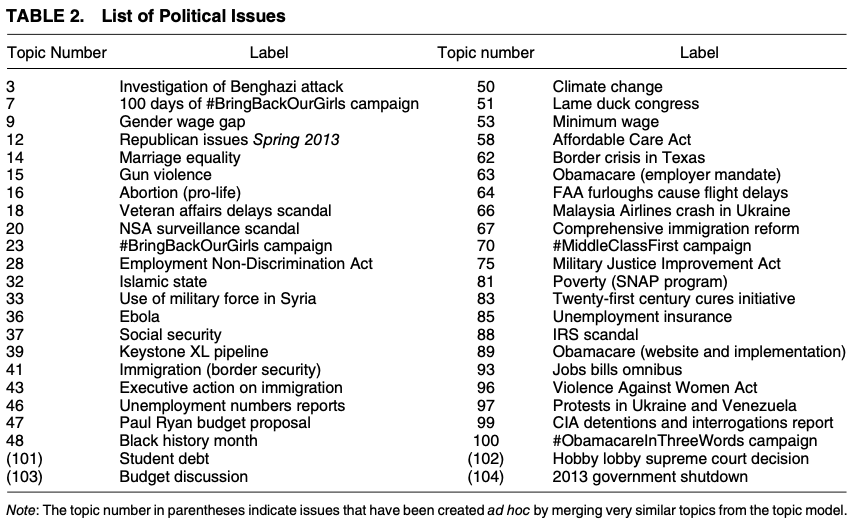 TABLE 2. List of Political Issues
Topic Number Label Topic number Label
3 Investigation of Benghazi attack 50 Climate change
7 100 days of #BringBackOurGirls campaign 51 Lame duck congress
9 Gender wage gap 53 Minimum wage
12 Republican issues Spring 2013 58 Affordable Care Act
14 Marriage equality 62 Border crisis in Texas
15 Gun violence 63 Obamacare (employer mandate)
16 Abortion (pro-life) 64 FAA furloughs cause flight delays
18 Veteran affairs delays scandal 66 Malaysia Airlines crash in Ukraine
20 NSA surveillance scandal 67 Comprehensive immigration reform
23 #BringBackOurGirls campaign 70 #MiddleClassFirst campaign
28 Employment Non-Discrimination Act 75 Military Justice Improvement Act
32 Islamic state 81 Poverty (SNAP program)
33 Use of military force in Syria 83 Twenty-first century cures initiative
36 Ebola 85 Unemployment insurance
37 Social security 88 IRS scandal
39 Keystone XL pipeline 89 Obamacare (website and implementation)
41 Immigration (border security) 93 Jobs bills omnibus
43 Executive action on immigration 96 Violence Against Women Act
46 Unemployment numbers reports 97 Protests in Ukraine and Venezuela
47 Paul Ryan budget proposal 99 CIA detentions and interrogations report
48 Black history month 100 #ObamacareInThreeWords campaign
(101) Student debt (102) Hobby lobby supreme court decision
(103) Budget discussion (104) 2013 government shutdown
Note: The topic number in parentheses indicate issues that have been created ad hoc by merging very similar topics from the topic model.